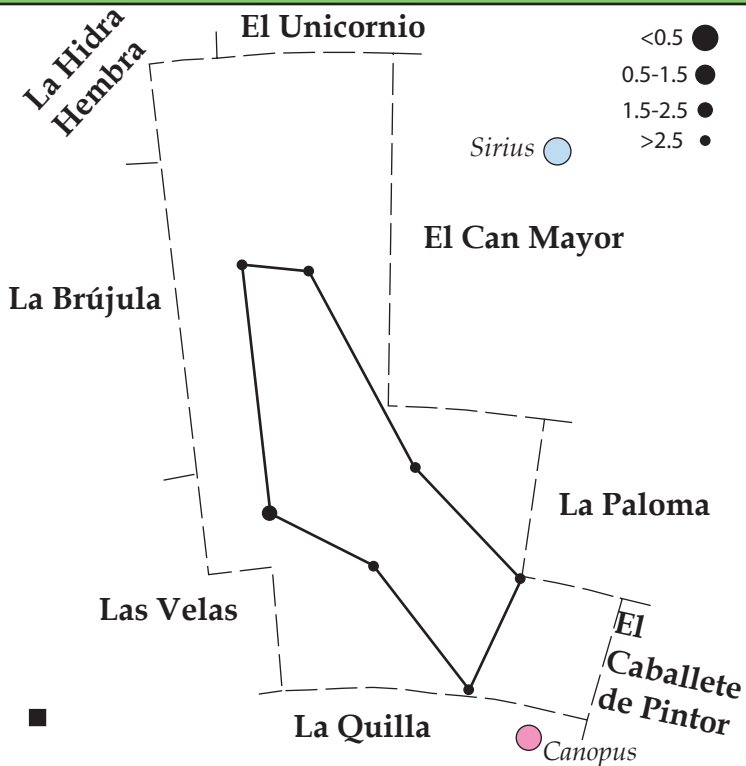 El Unicornio
La Hidra
Hembra
<0.5
0.5-1.5
1.5-2.5
>2.5
Sirius
El Can Mayor
La Brújula
La Paloma
Las Velas
El
Caballete
de Pintor
La Quilla
Canopus